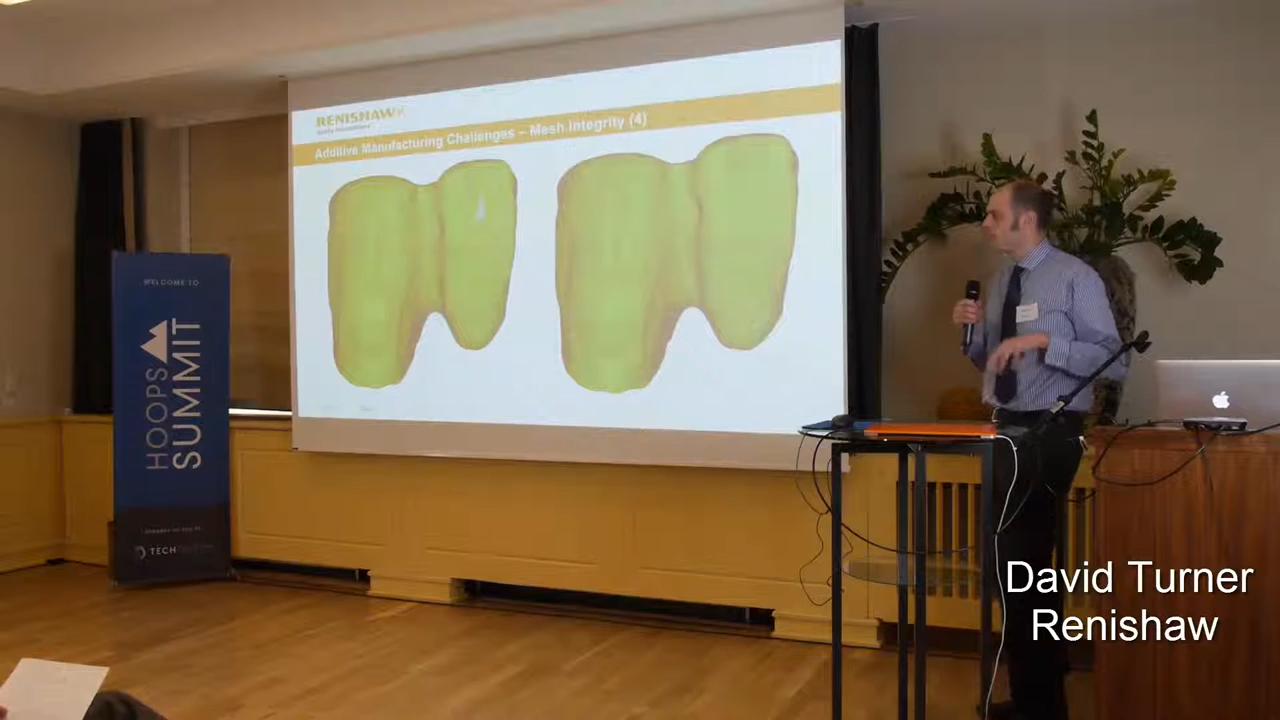 RENISHAW
Additive Manufacturing Challenges – Mesh Integrity (4)
WELCOME TO
HOOPS
SUMMIT
TECH
David Turner
Renishaw